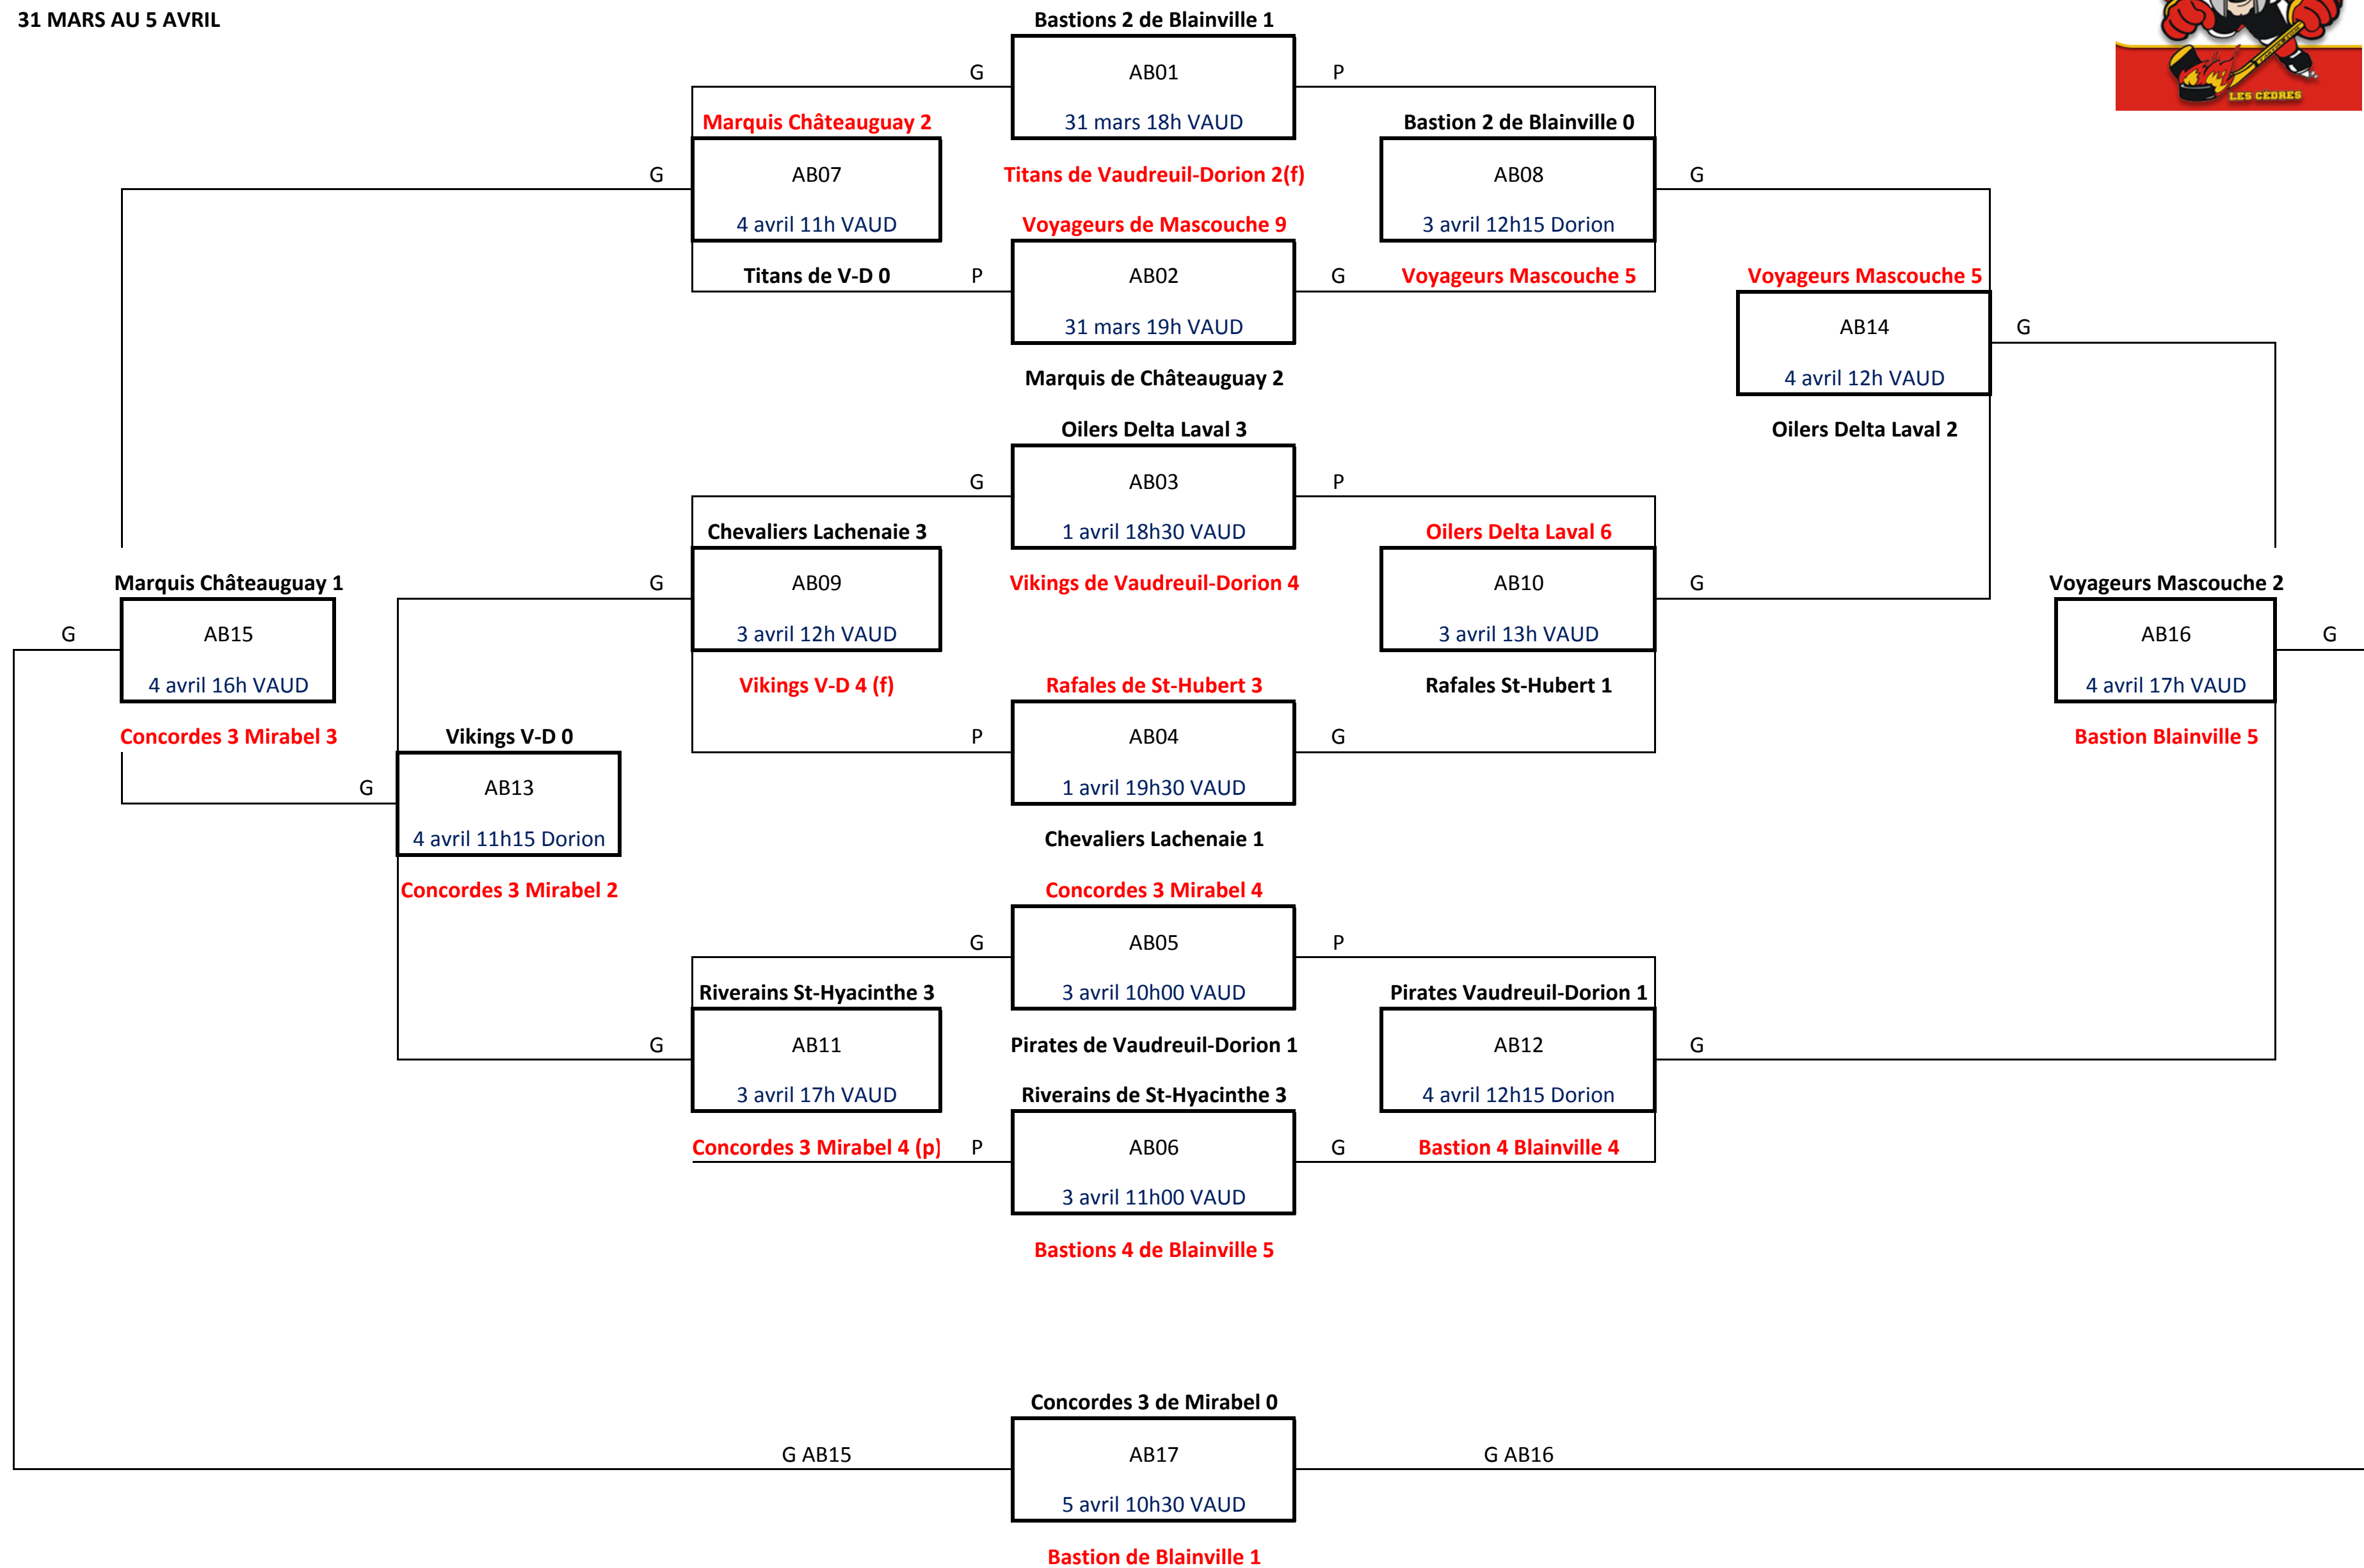 31 MARS AU 5 AVRIL
Bastions 2 de Blainville 1
LES CÈDRES
G
AB01
P
Marquis Châteauguay 2
31 mars 18h VAUD
Bastion 2 de Blainville 0
G
AB07
Titans de Vaudreuil-Dorion 2(f)
AB08
G
4 avril 11h VAUD
Voyageurs de Mascouche 9
3 avril 12h15 Dorion
Titans de V-D 0
P
AB02
G
Voyageurs Mascouche 5
Voyageurs Mascouche 5
31 mars 19h VAUD
AB14
G
Marquis de Châteauguay 2
4 avril 12h VAUD
Oilers Delta Laval 3
Oilers Delta Laval 2
G
AB03
P
Chevaliers Lachenaie 3
1 avril 18h30 VAUD
Oilers Delta Laval 6
Marquis Châteauguay 1
G
AB09
Vikings de Vaudreuil-Dorion 4
AB10
G
Voyageurs Mascouche 2
G
AB15
3 avril 12h VAUD
3 avril 13h VAUD
AB16
G
4 avril 16h VAUD
Vikings V-D 4 (f)
Rafales de St-Hubert 3
Rafales St-Hubert 1
4 avril 17h VAUD
Concordes 3 Mirabel 3
Vikings V-D 0
P
AB04
G
Bastion Blainville 5
G
AB13
1 avril 19h30 VAUD
4 avril 11h15 Dorion
Chevaliers Lachenaie 1
Concordes 3 Mirabel 2
Concordes 3 Mirabel 4
G
AB05
P
Riverains St-Hyacinthe 3
3 avril 10h00 VAUD
Pirates Vaudreuil-Dorion 1
G
AB11
Pirates de Vaudreuil-Dorion 1
AB12
G
3 avril 17h VAUD
Riverains de St-Hyacinthe 3
4 avril 12h15 Dorion
Concordes 3 Mirabel 4 (p)
P
AB06
G
Bastion 4 Blainville 4
3 avril 11h00 VAUD
Bastions 4 de Blainville 5
Concordes 3 de Mirabel 0
G AB15
AB17
G AB16
5 avril 10h30 VAUD
Bastion de Blainville 1